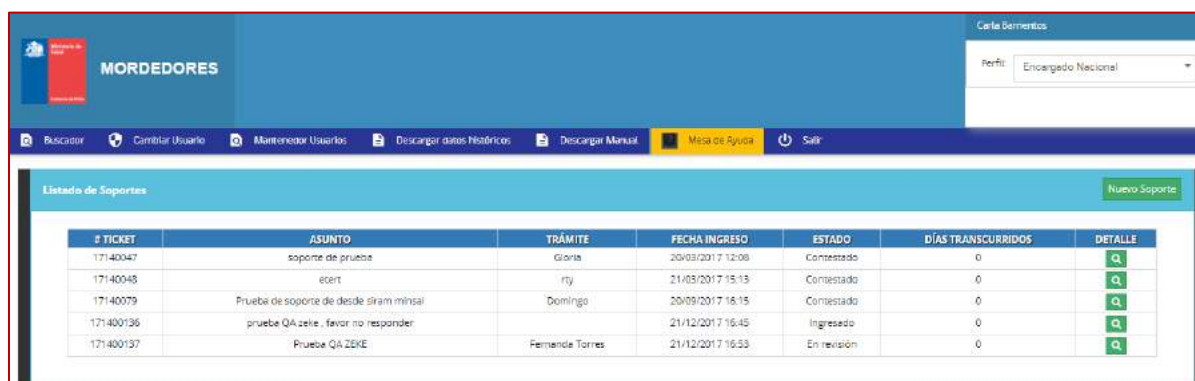 Carla Barrientos
Ministerio de Salud
MORDEDORES
Perfil: Encargado Nacional
Buscador Cambiar Usuario Mantenedor Usuarios Descargar datos históricos Descargar Manual Mesa de Ayuda Salir
Listado de Soportes Nuevo Soporte
# TICKET ASUNTO TRÁMITE FECHA INGRESO ESTADO DÍAS TRANSCURRIDOS DETALLE
17140047 soporte de prueba Gloria 20/03/2017 12:08 Contestado 0
17140048 ecert rty 21/03/2017 15:13 Contestado 0
17140079 Prueba de soporte de desde siram minsal Domingo 20/09/2017 16:15 Contestado 0
171400136 prueba QA zeke , favor no responder 21/12/2017 16:45 Ingresado 0
171400137 Prueba QA ZEKE Fernanda Torres 21/12/2017 16:53 En revisión 0